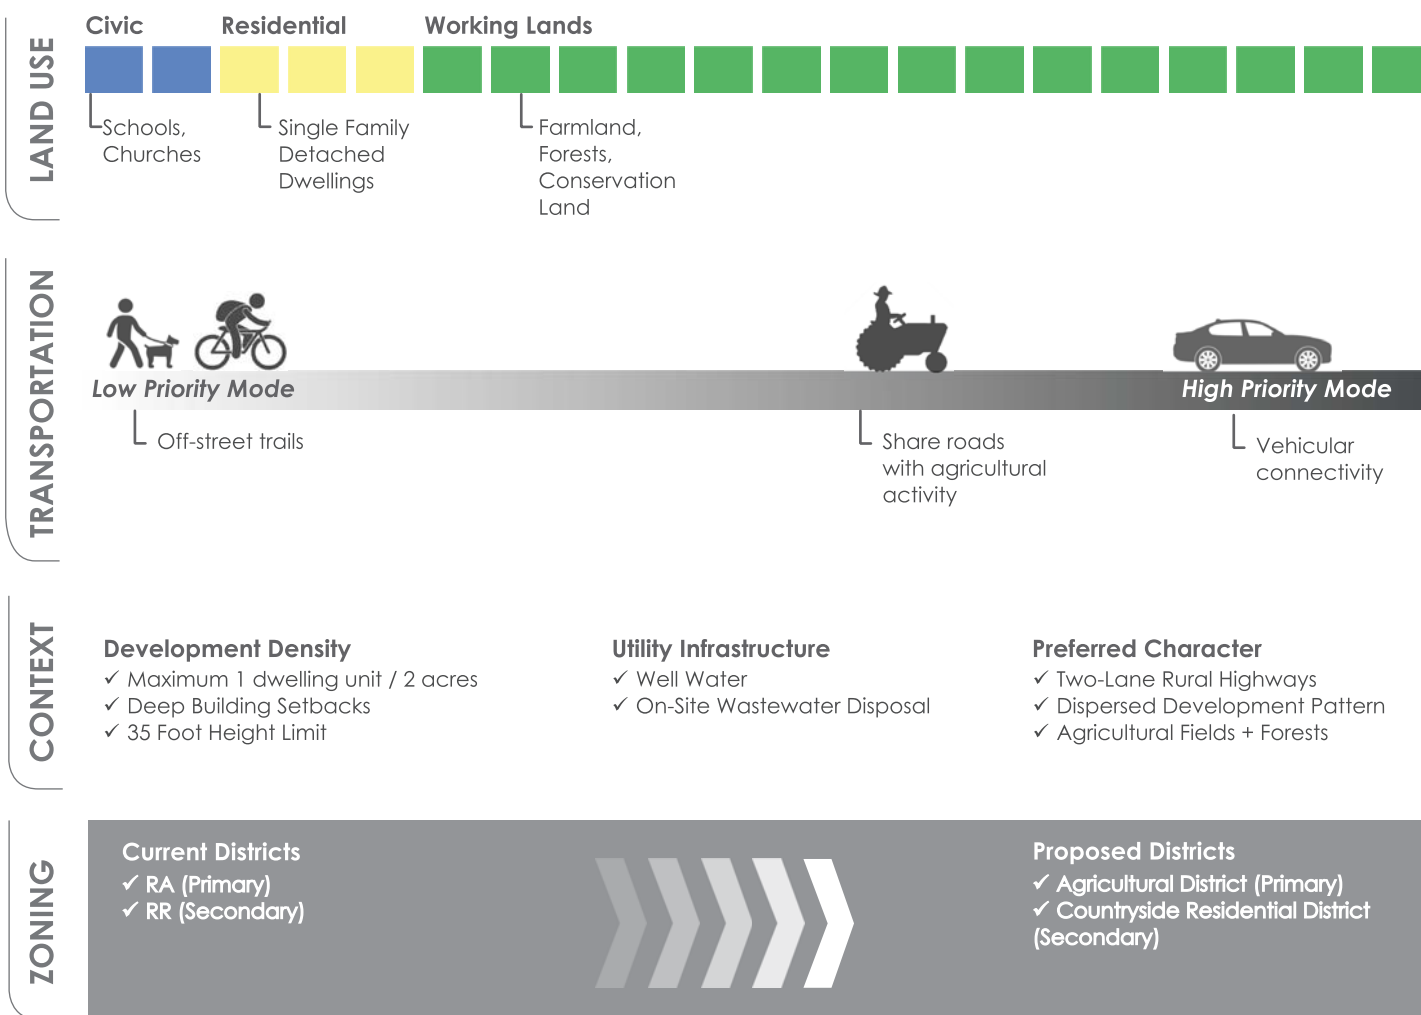 LAND USE
Civic
Residential
Working Lands
Schools,
Churches
Single Family
Detached
Dwellings
Farmland,
Forests,
Conservation
Land
TRANSPORTATION
Low Priority Mode
High Priority Mode
Off-street trails
Share roads
with agricultural
activity
Vehicular
connectivity
CONTEXT
Development Density
✓ Maximum 1 dwelling unit / 2 acres
✓ Deep Building Setbacks
✓ 35 Foot Height Limit
Utility Infrastructure
✓ Well Water
✓ On-Site Wastewater Disposal
Preferred Character
✓ Two-Lane Rural Highways
✓ Dispersed Development Pattern
✓ Agricultural Fields + Forests
ZONING
Current Districts
✓ RA (Primary)
✓ RR (Secondary)
Proposed Districts
✓ Agricultural District (Primary)
✓ Countryside Residential District
(Secondary)